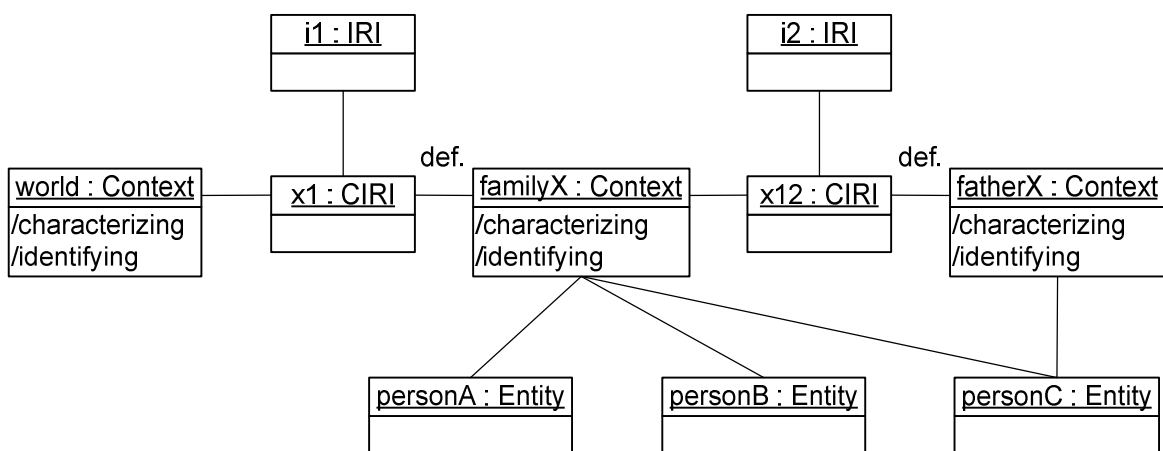 i1 : IRI
i2 : IRI
def.
def.
world : Context
/characterizing
/identifying
x1 : CIRI
familyX : Context
/characterizing
/identifying
x12 : CIRI
fatherX : Context
/characterizing
/identifying
personA : Entity
personB : Entity
personC : Entity